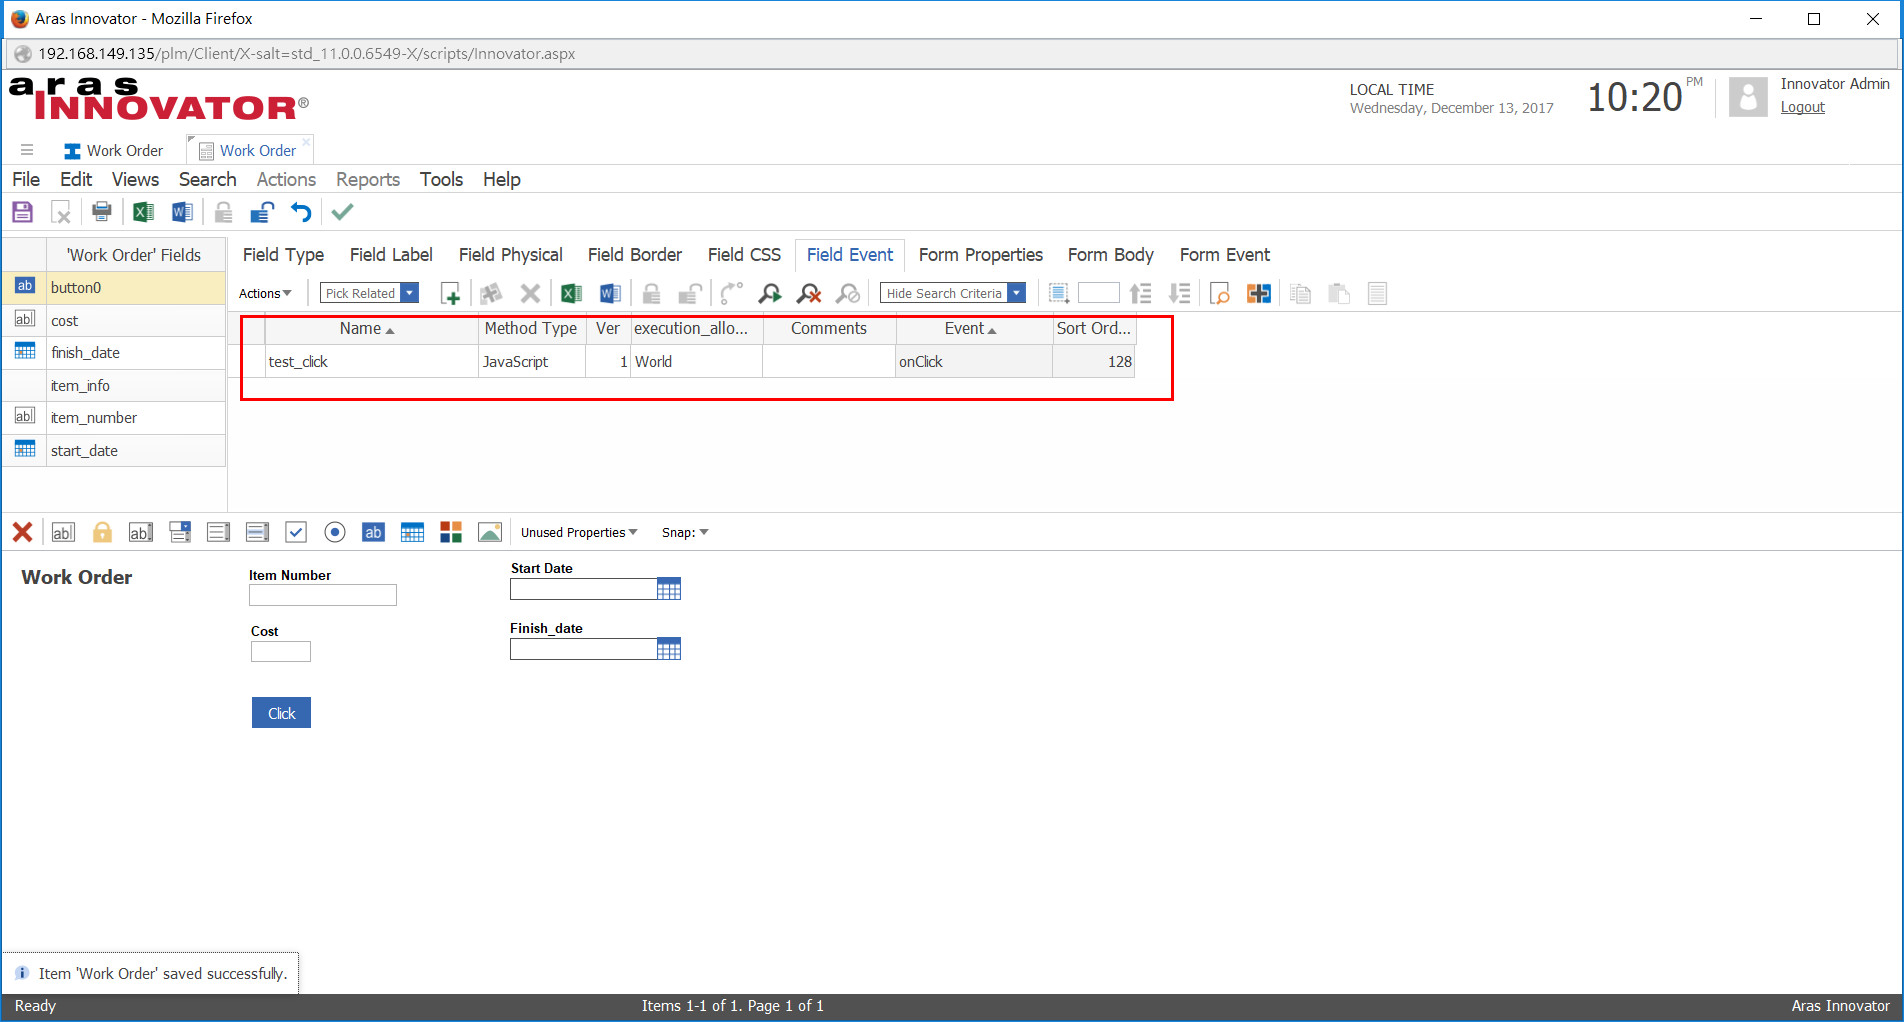 Aras Innovator - Mozilla Firefox
192.168.149.135/plm/Client/X-salt=std_11.0.0.6549-X/scripts/Innovator.aspx
aras
INNOVATOR®
LOCAL TIME
Wednesday, December 13, 2017
10:20 PM
Innovator Admin
Logout
Work Order
Work Order
File Edit Views Search Actions Reports Tools Help
'Work Order' Fields
ab button0
ab cost
finish_date
item_info
ab item_number
start_date
Field Type Field Label Field Physical Field Border Field CSS Field Event Form Properties Form Body Form Event
Actions Pick Related Hide Search Criteria
Name Method Type Ver execution_allo... Comments Event Sort Ord...
test_click JavaScript 1 World onClick 128
ab ab ab Unused Properties Snap:
Work Order
Item Number
Start Date
Cost
Finish_date
Click
Item 'Work Order' saved successfully.
Ready
Items 1-1 of 1. Page 1 of 1
Aras Innovator